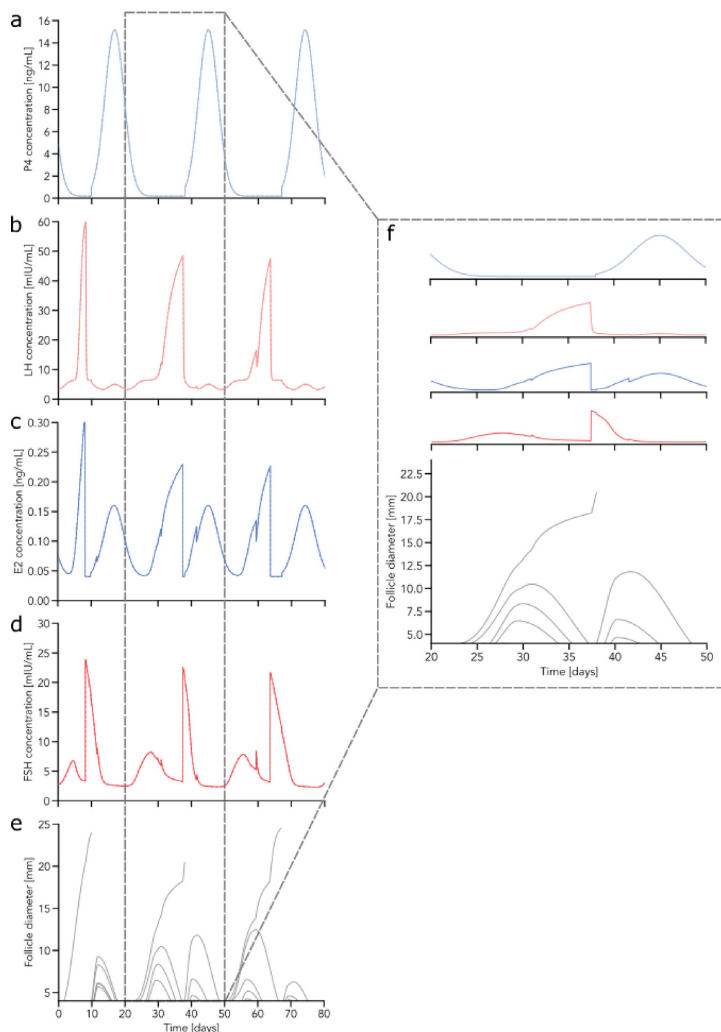 a
P4 concentration [ng/mL]
16
14
12
10
8
6
4
2
0
b
LH concentration [mIU/mL]
60
50
40
30
20
10
0
c
E2 concentration [ng/mL]
0.30
0.25
0.20
0.15
0.10
0.05
0.00
d
FSH concentration [mIU/mL]
30
25
20
15
10
5
0
e
Follicle diameter [mm]
25
20
15
10
5
0 10 20 30 40 50 60 70 80
Time [days]
f
Follicle diameter [mm]
22.5
20.0
17.5
15.0
12.5
10.0
7.5
5.0
20 25 30 35 40 45 50
Time [days]